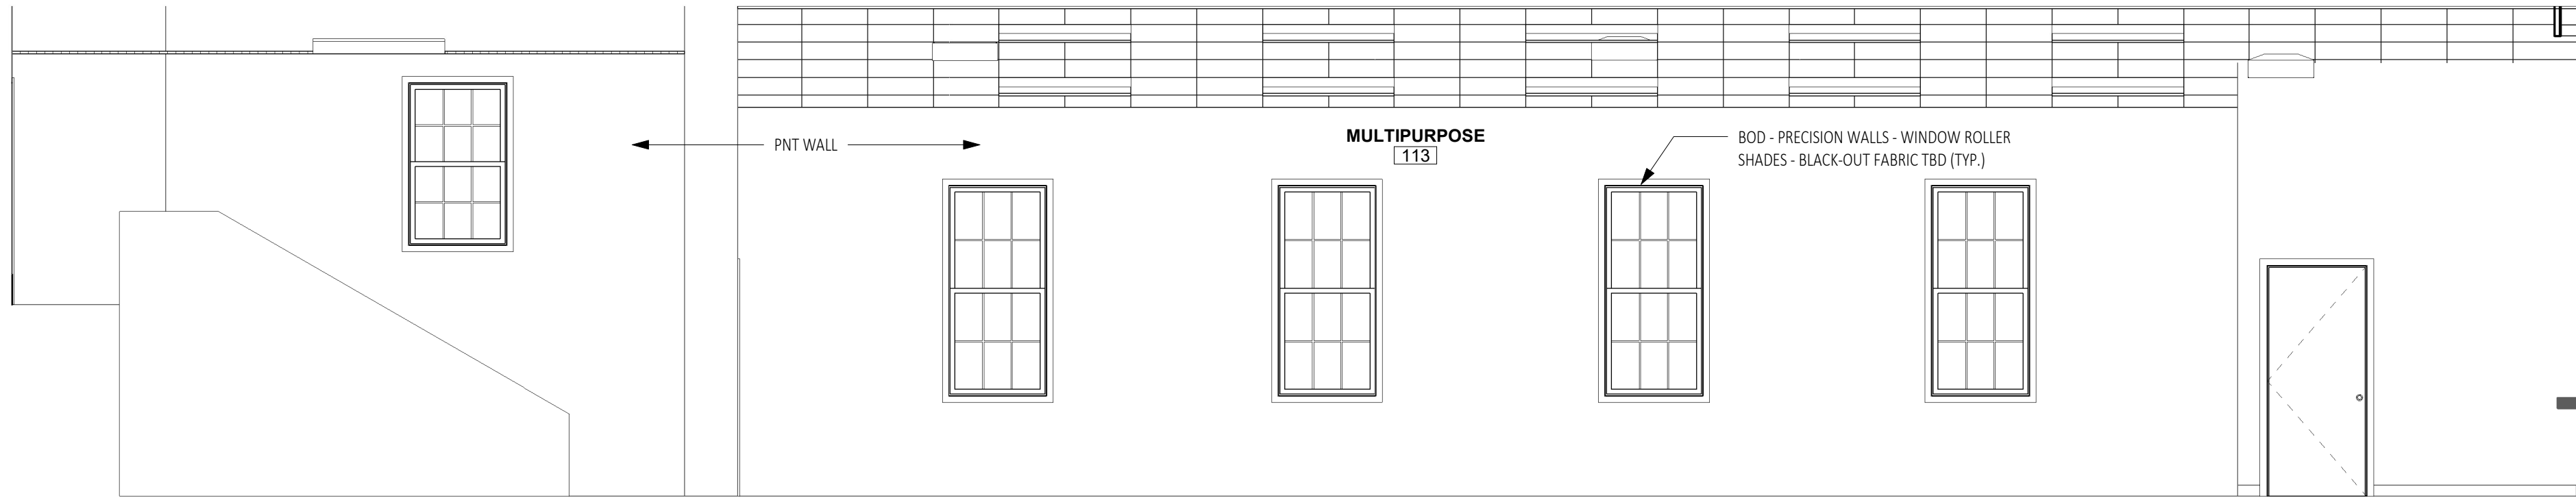 PNT WALL
MULTIPURPOSE
113
BOD - PRECISION WALLS - WINDOW ROLLER
SHADES - BLACK-OUT FABRIC TBD (TYP.)